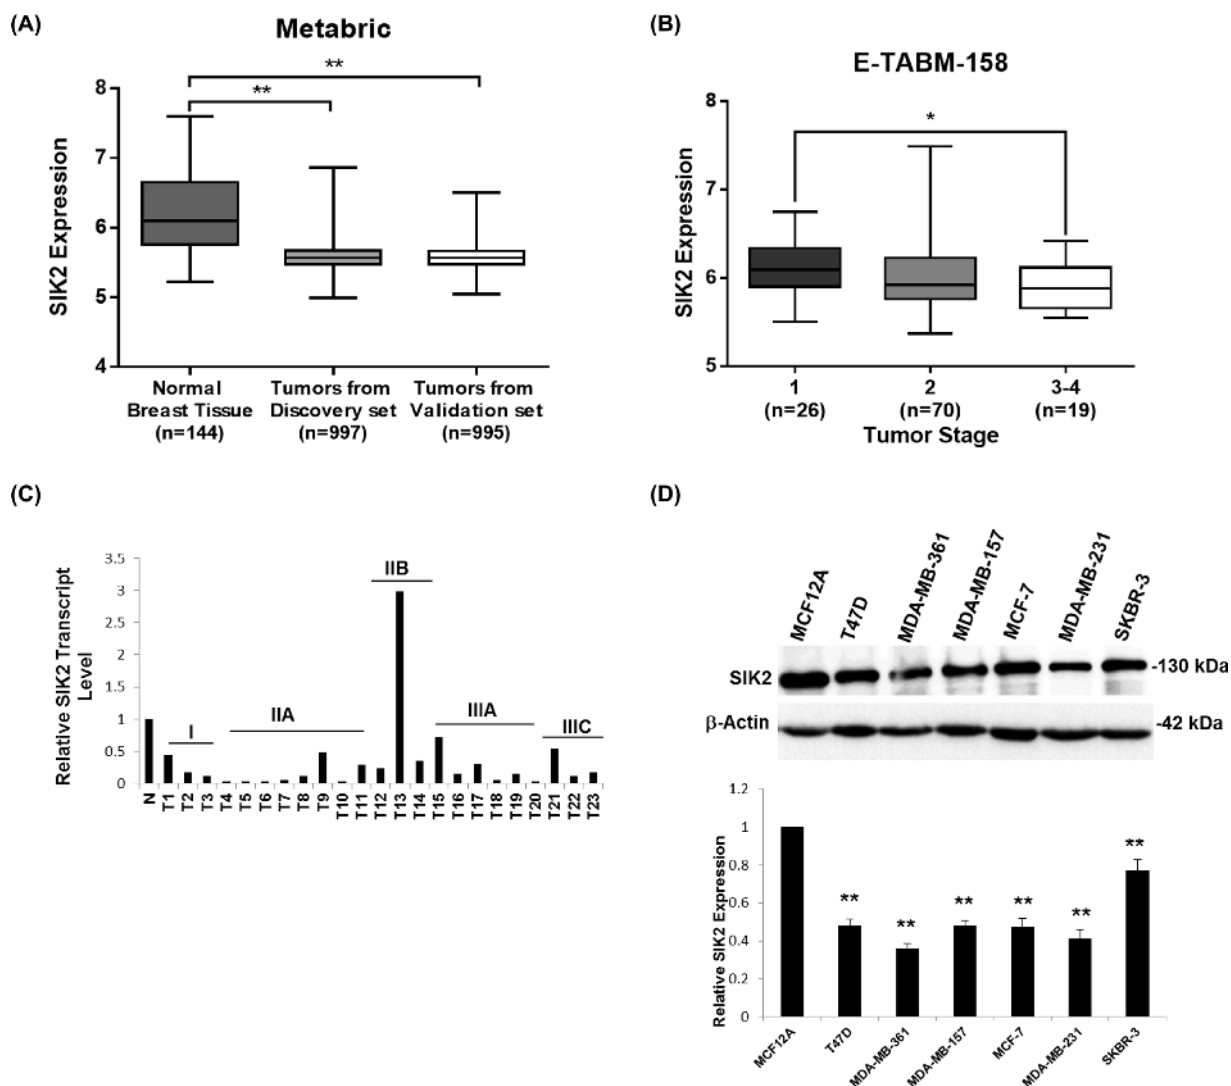 (A)
Metabric
**
**
SIK2 Expression
8
7
6
5
4
Normal
Breast Tissue
(n=144)
Tumors from
Discovery set
(n=997)
Tumors from
Validation set
(n=995)
(B)
E-TABM-158
*
SIK2 Expression
8
7
6
5
1
(n=26)
2
(n=70)
3-4
(n=19)
Tumor Stage
(C)
Relative SIK2 Transcript
Level
3.5
3
2.5
2
1.5
1
0.5
0
I
IIA
IIB
IIIA
IIIC
N
T1
T2
T3
T4
T5
T6
T7
T8
T9
T10
T11
T12
T13
T14
T15
T16
T17
T18
T19
T20
T21
T22
T23
(D)
MCF12A
T47D
MDA-MB-361
MDA-MB-157
MCF-7
MDA-MB-231
SKBR-3
SIK2
-130 kDa
β-Actin
-42 kDa
Relative SIK2 Expression
1.2
1
0.8
0.6
0.4
0.2
0
**
**
**
**
**
**
MCF12A
T47D
MDA-MB-361
MDA-MB-157
MCF-7
MDA-MB-231
SKBR-3